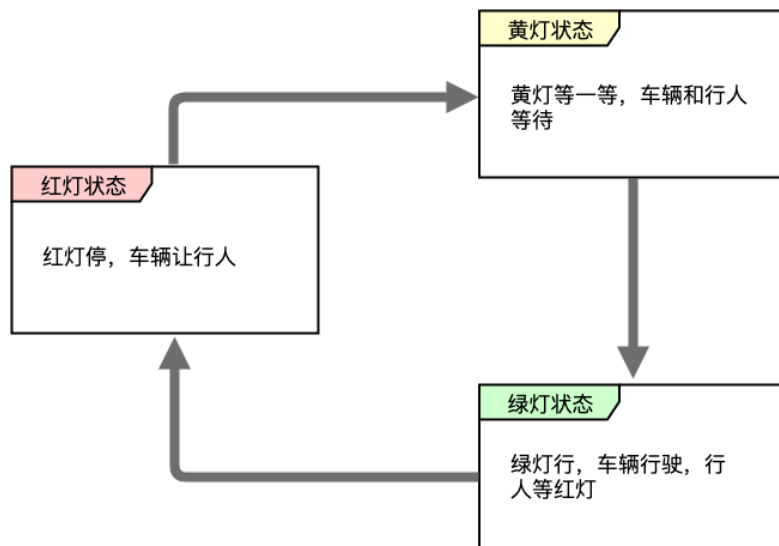 黄灯状态
黄灯等一等，车辆和行人
等待
红灯状态
红灯停，车辆让行人
绿灯状态
绿灯行，车辆行驶，行
人等红灯